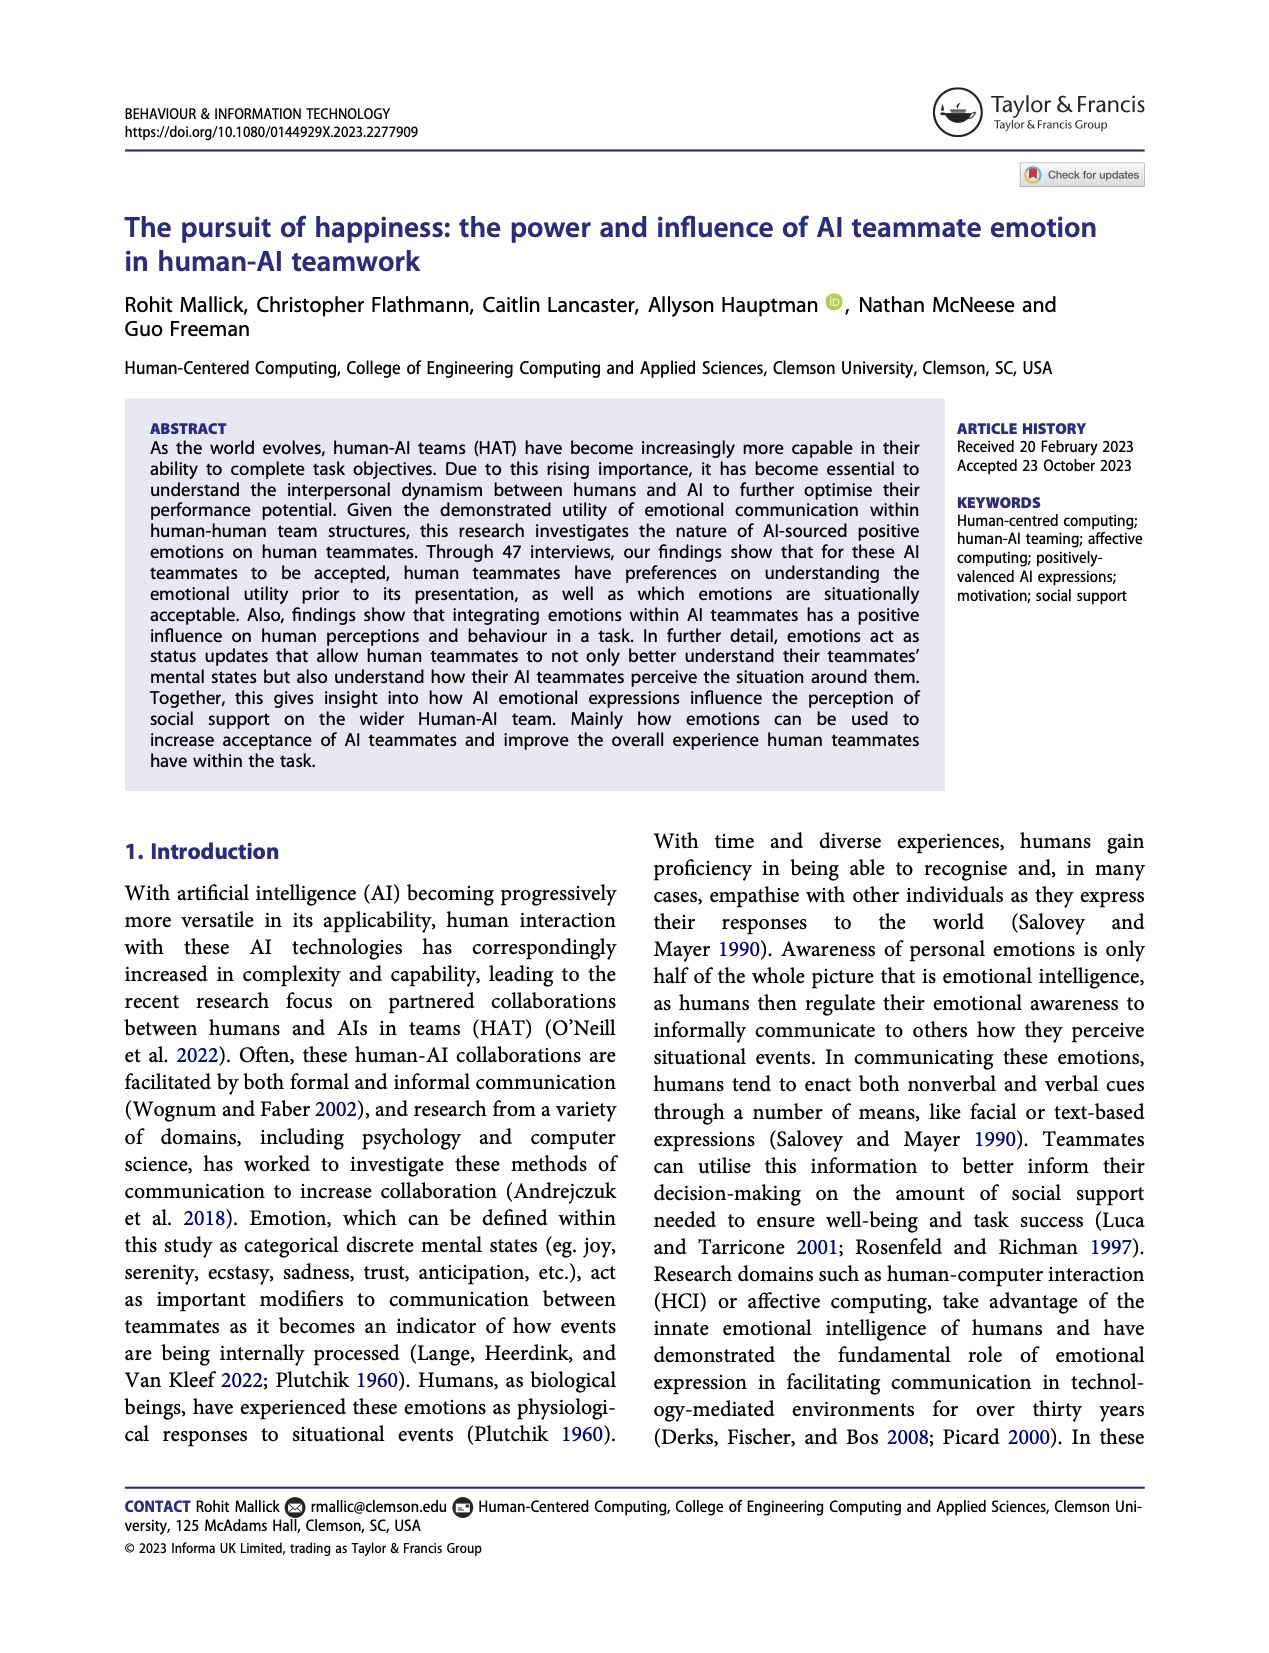 BEHAVIOUR & INFORMATION TECHNOLOGY
https://doi.org/10.1080/0144929X.2023.2277909
Taylor & Francis
Taylor & Francis Group
Check for updates
The pursuit of happiness: the power and influence of AI teammate emotion
in human-AI teamwork
Rohit Mallick, Christopher Flathmann, Caitlin Lancaster, Allyson Hauptman iD, Nathan McNeese and
Guo Freeman
Human-Centered Computing, College of Engineering Computing and Applied Sciences, Clemson University, Clemson, SC, USA
ABSTRACT
As the world evolves, human-AI teams (HAT) have become increasingly more capable in their
ability to complete task objectives. Due to this rising importance, it has become essential to
understand the interpersonal dynamism between humans and AI to further optimise their
performance potential. Given the demonstrated utility of emotional communication within
human-human team structures, this research investigates the nature of AI-sourced positive
emotions on human teammates. Through 47 interviews, our findings show that for these AI
teammates to be accepted, human teammates have preferences on understanding the
emotional utility prior to its presentation, as well as which emotions are situationally
acceptable. Also, findings show that integrating emotions within AI teammates has a positive
influence on human perceptions and behaviour in a task. In further detail, emotions act as
status updates that allow human teammates to not only better understand their teammates’
mental states but also understand how their AI teammates perceive the situation around them.
Together, this gives insight into how AI emotional expressions influence the perception of
social support on the wider Human-AI team. Mainly how emotions can be used to
increase acceptance of AI teammates and improve the overall experience human teammates
have within the task.
ARTICLE HISTORY
Received 20 February 2023
Accepted 23 October 2023
KEYWORDS
Human-centred computing;
human-AI teaming; affective
computing; positively-
valenced AI expressions;
motivation; social support
1. Introduction
With artificial intelligence (AI) becoming progressively
more versatile in its applicability, human interaction
with these AI technologies has correspondingly
increased in complexity and capability, leading to the
recent research focus on partnered collaborations
between humans and AIs in teams (HAT) (O’Neill
et al. 2022). Often, these human-AI collaborations are
facilitated by both formal and informal communication
(Wognum and Faber 2002), and research from a variety
of domains, including psychology and computer
science, has worked to investigate these methods of
communication to increase collaboration (Andrejczuk
et al. 2018). Emotion, which can be defined within
this study as categorical discrete mental states (eg. joy,
serenity, ecstasy, sadness, trust, anticipation, etc.), act
as important modifiers to communication between
teammates as it becomes an indicator of how events
are being internally processed (Lange, Heerdink, and
Van Kleef 2022; Plutchik 1960). Humans, as biological
beings, have experienced these emotions as physiologi-
cal responses to situational events (Plutchik 1960).
With time and diverse experiences, humans gain
proficiency in being able to recognise and, in many
cases, empathise with other individuals as they express
their responses to the world (Salovey and
Mayer 1990). Awareness of personal emotions is only
half of the whole picture that is emotional intelligence,
as humans then regulate their emotional awareness to
informally communicate to others how they perceive
situational events. In communicating these emotions,
humans tend to enact both nonverbal and verbal cues
through a number of means, like facial or text-based
expressions (Salovey and Mayer 1990). Teammates
can utilise this information to better inform their
decision-making on the amount of social support
needed to ensure well-being and task success (Luca
and Tarricone 2001; Rosenfeld and Richman 1997).
Research domains such as human-computer interaction
(HCI) or affective computing, take advantage of the
innate emotional intelligence of humans and have
demonstrated the fundamental role of emotional
expression in facilitating communication in technol-
ogy-mediated environments for over thirty years
(Derks, Fischer, and Bos 2008; Picard 2000). In these
CONTACT Rohit Mallick rmallic@clemson.edu Human-Centered Computing, College of Engineering Computing and Applied Sciences, Clemson Uni-
versity, 125 McAdams Hall, Clemson, SC, USA
© 2023 Informa UK Limited, trading as Taylor & Francis Group